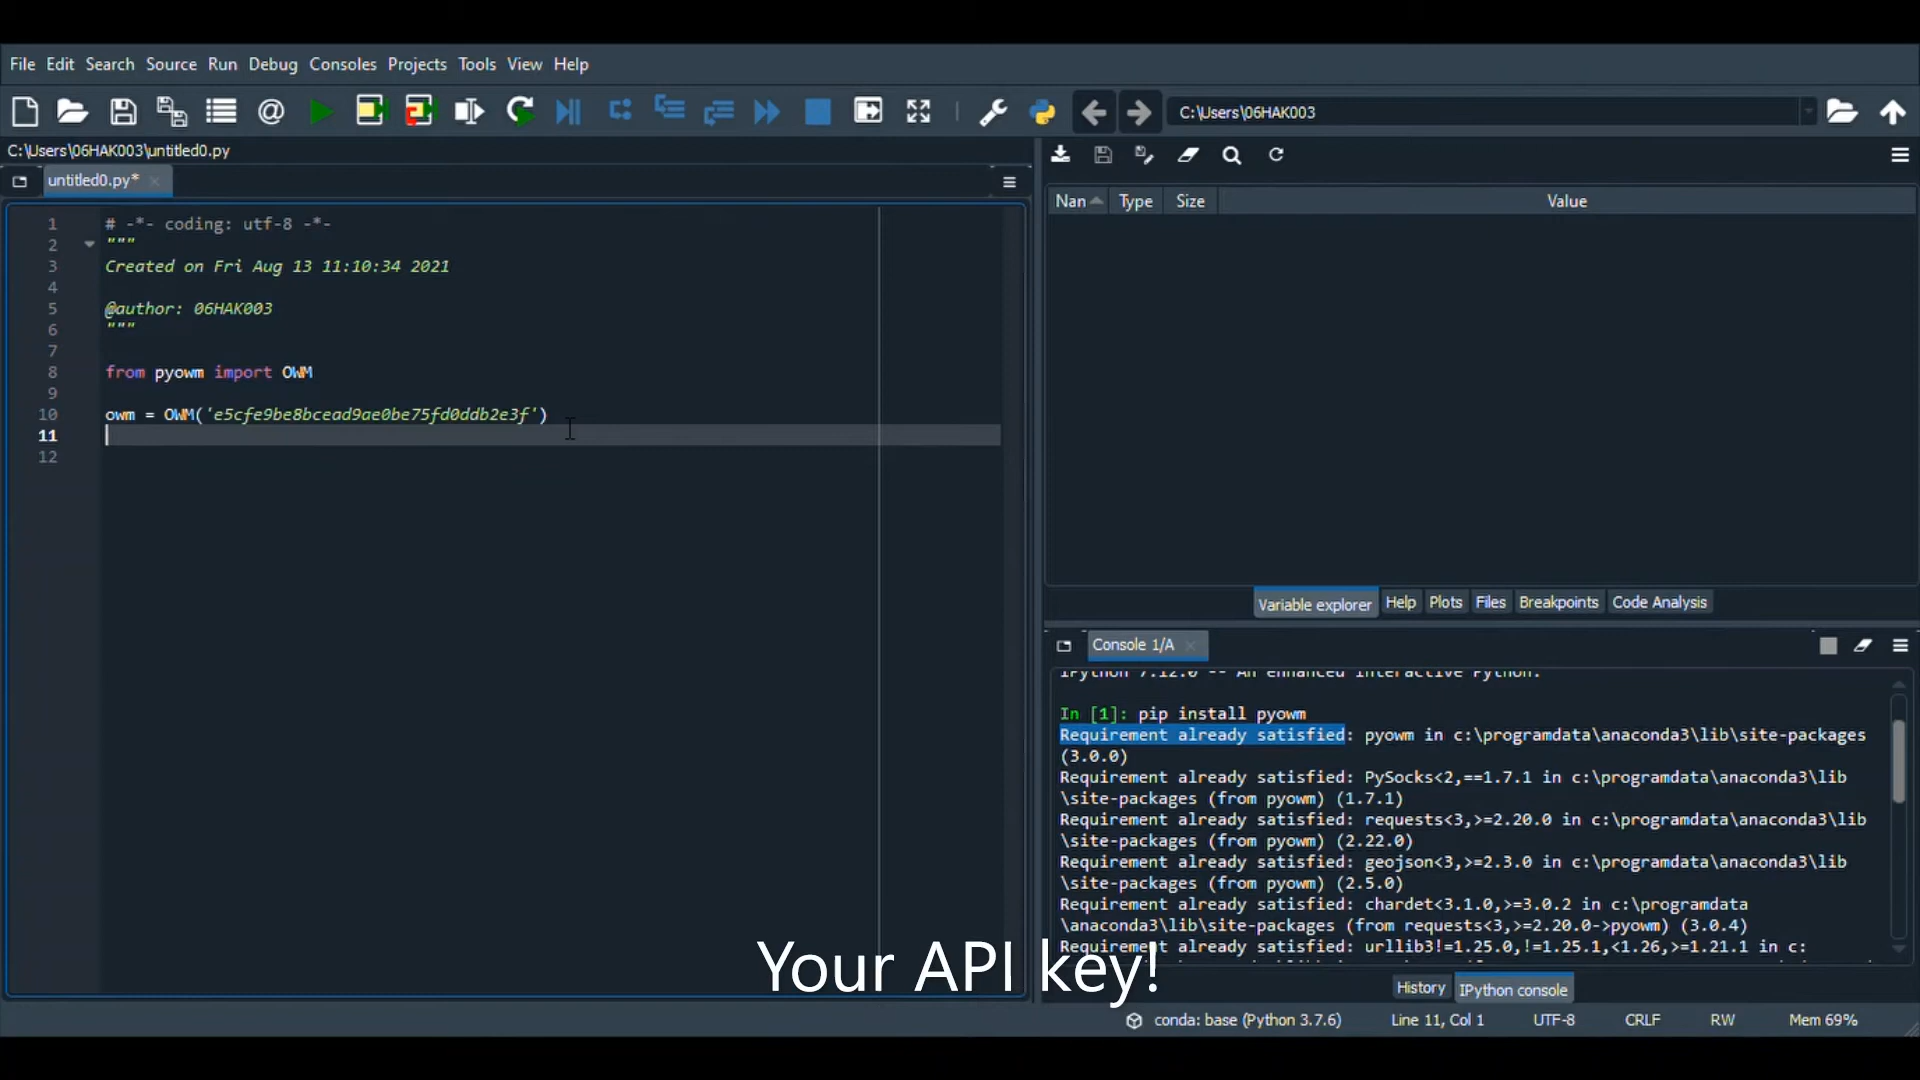 File Edit Search Source Run Debug Consoles Projects Tools View Help
C:\Users\06HAK003
C:\Users\06HAK003\untitled0.py
untitled0.py*
1 # -*- coding: utf-8 -*-
2 """
3 Created on Fri Aug 13 11:10:34 2021
4
5 @author: 06HAK003
6 """
7
8 from pyowm import OWM
9
10 owm = OWM('e5cfe9be8bcead9ae0be75fd0ddb2e3f')
11
12
Nan Type Size Value
Variable explorer Help Plots Files Breakpoints Code Analysis
Console 1/A
IPython 7.12.0 -- An enhanced Interactive Python.
In [1]: pip install pyowm
Requirement already satisfied: pyowm in c:\programdata\anaconda3\lib\site-packages
(3.0.0)
Requirement already satisfied: PySocks<2,==1.7.1 in c:\programdata\anaconda3\lib
\site-packages (from pyowm) (1.7.1)
Requirement already satisfied: requests<3,>=2.20.0 in c:\programdata\anaconda3\lib
\site-packages (from pyowm) (2.22.0)
Requirement already satisfied: geojson<3,>=2.3.0 in c:\programdata\anaconda3\lib
\site-packages (from pyowm) (2.5.0)
Requirement already satisfied: chardet<3.1.0,>=3.0.2 in c:\programdata
\anaconda3\lib\site-packages (from requests<3,>=2.20.0->pyowm) (3.0.4)
Requirement already satisfied: urllib3!=1.25.0,!=1.25.1,<1.26,>=1.21.1 in c:
Your API key!
History IPython console
conda: base (Python 3.7.6) Line 11, Col 1 UTF-8 CRLF RW Mem 69%